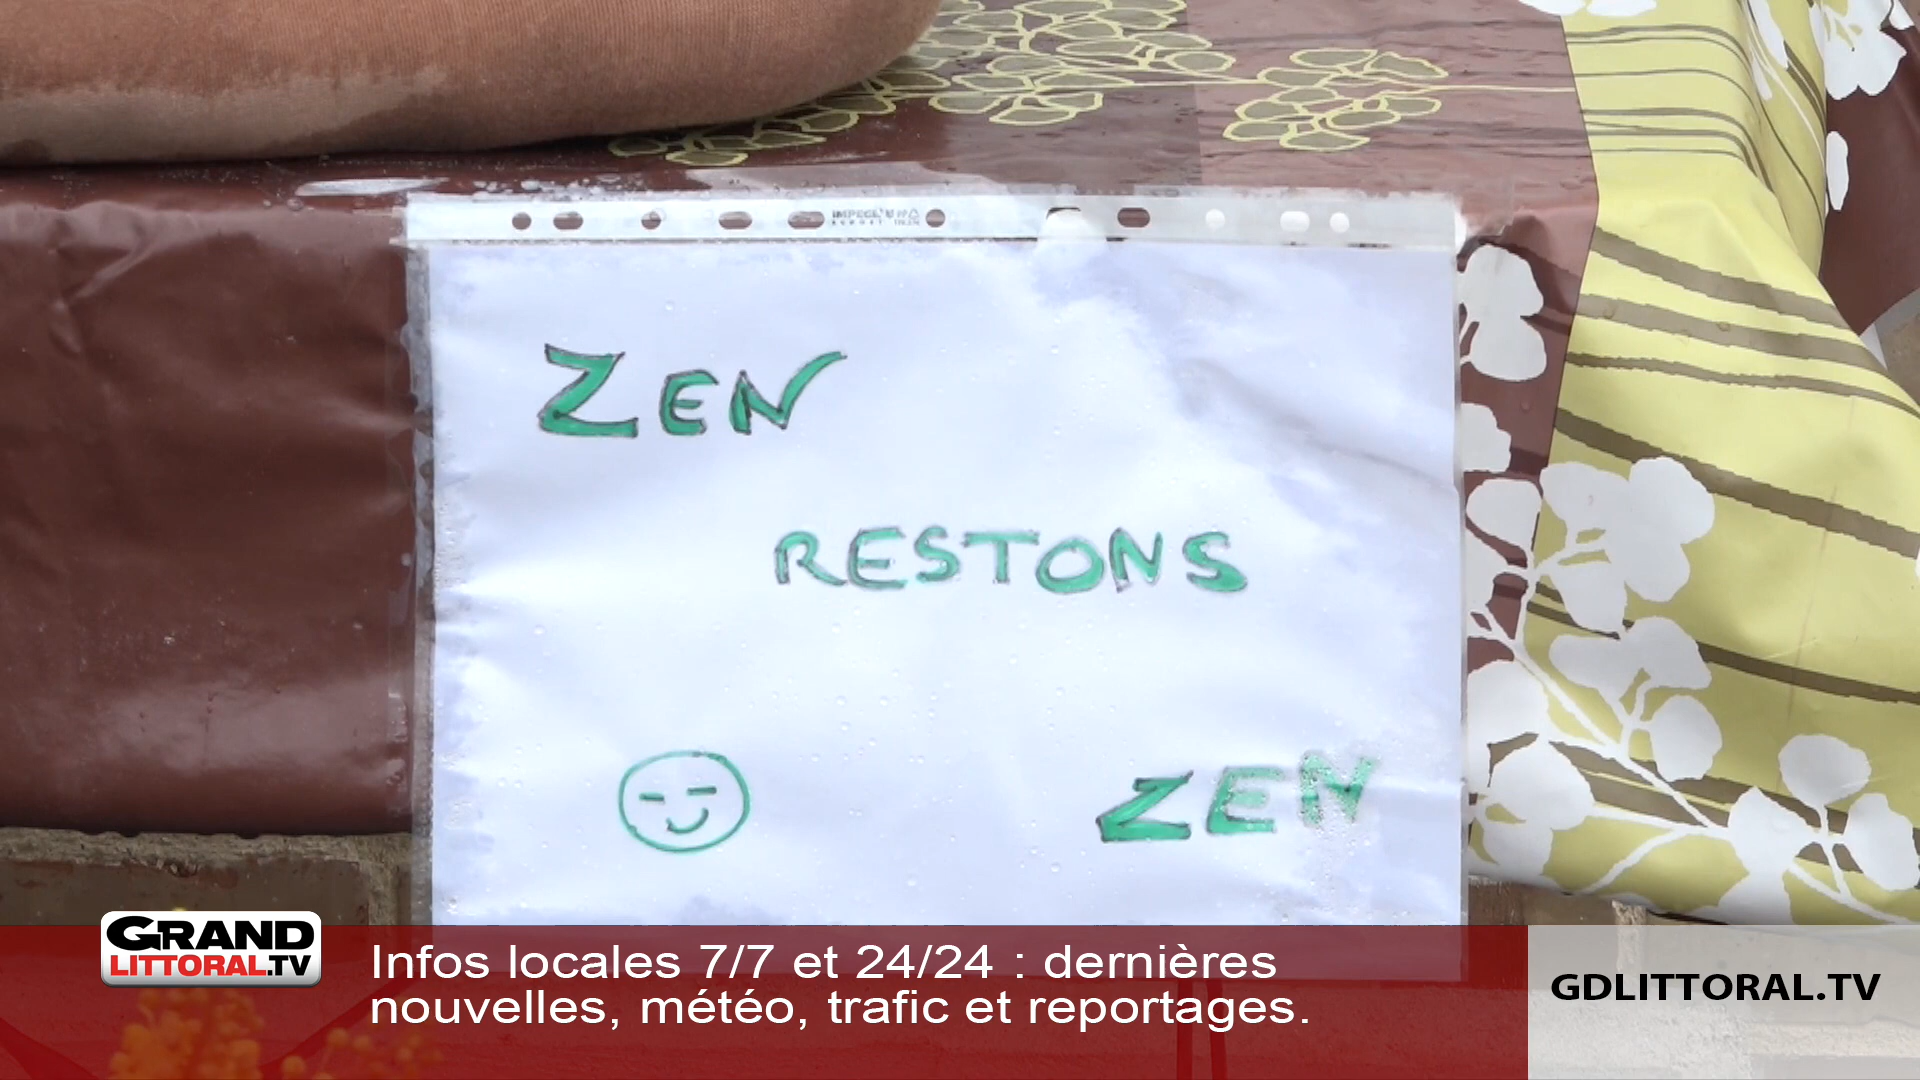 ZEN
RESTONS
ZEN
GRAND
LITTORAL.TV
Infos locales 7/7 et 24/24 : dernières
nouvelles, météo, trafic et reportages.
GDLITTORAL.TV